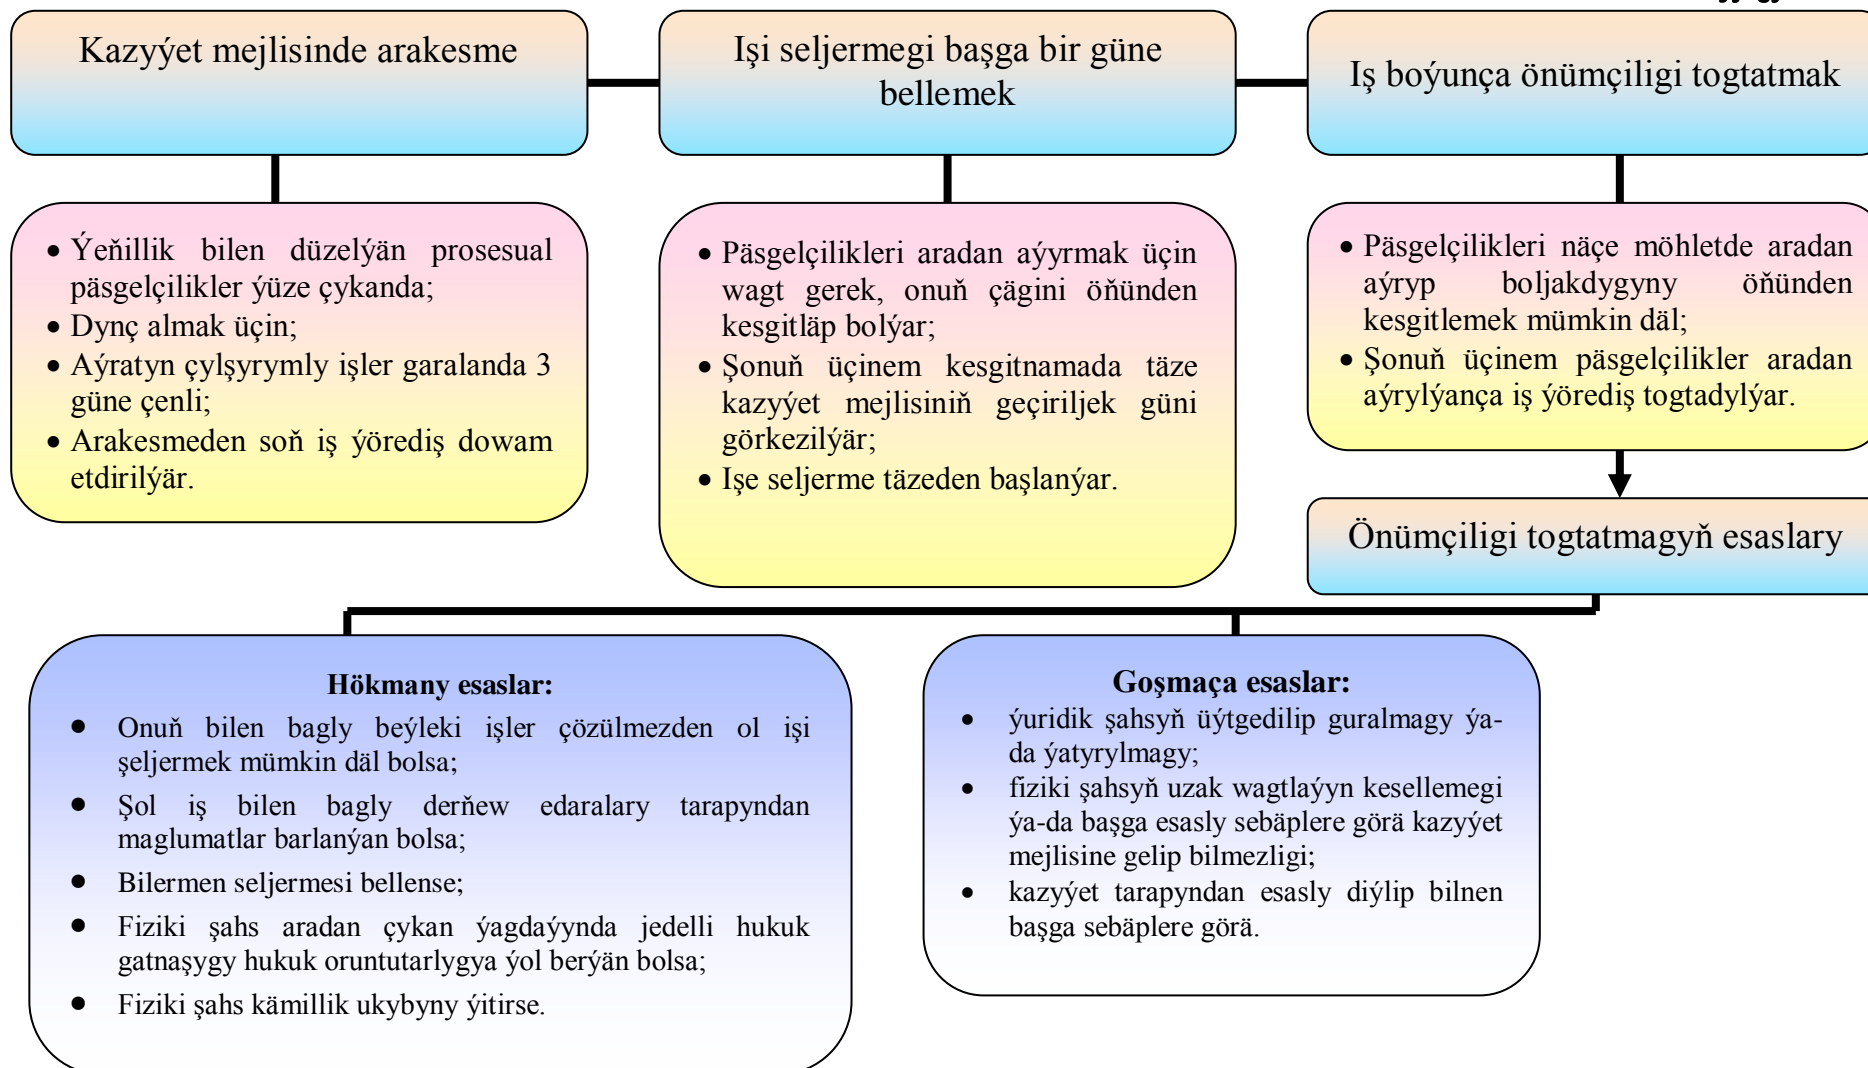 Kazyýet mejlisinde arakesme
Işi seljermegi başga bir güne
bellemek
Iş boýunça önümçiligi togtatmak
• Ýeňillik bilen düzelýän prosesual
päsgelçilikler ýüze çykanda;
• Dynç almak üçin;
• Aýratyn çylşyrymly işler garalanda 3
güne çenli;
• Arakesmeden soň iş ýörediş dowam
etdirilýär.
• Päsgelçilikleri aradan aýyrmak üçin
wagt gerek, onuň çägini öňünden
kesgitläp bolýar;
• Şonuň üçinem kesgitnamada täze
kazyýet mejlisiniň geçiriljek güni
görkezilýär;
• Işe seljerme täzeden başlanýar.
• Päsgelçilikleri näçe möhletde aradan
aýryp boljakdygyny öňünden
kesgitlemek mümkin däl;
• Şonuň üçinem päsgelçilikler aradan
aýrylýança iş ýörediş togtadylýar.
Önümçiligi togtatmagyň esaslary
Hökmany esaslar:
• Onuň bilen bagly beýleki işler çözülmezden ol işi
şeljermek mümkin däl bolsa;
• Şol iş bilen bagly derňew edaralary tarapyndan
maglumatlar barlanýan bolsa;
• Bilermen seljermesi bellense;
• Fiziki şahs aradan çykan ýagdaýynda jedelli hukuk
gatnaşygy hukuk oruntutarlygya ýol berýän bolsa;
• Fiziki şahs kämillik ukybyny ýitirse.
Goşmaça esaslar:
• ýuridik şahsyň üýtgedilip guralmagy ýa-
da ýatyrylmagy;
• fiziki şahsyň uzak wagtlaýyn kesellemegi
ýa-da başga esasly sebäplere görä kazyýet
mejlisine gelip bilmezligi;
• kazyýet tarapyndan esasly diýlip bilnen
başga sebäplere görä.